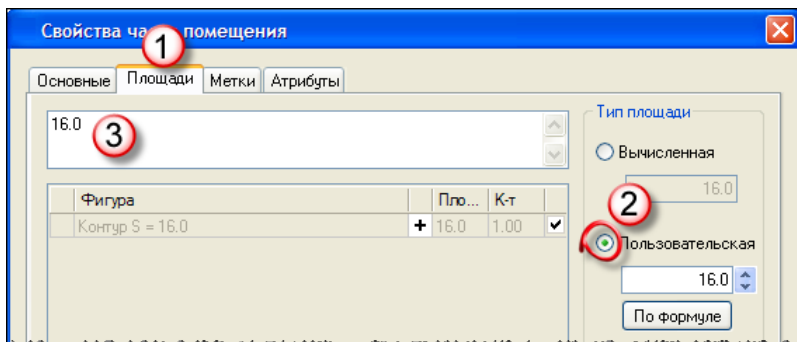 Свойства помещения
1
Основные Площади Метки Атрибуты
16.0
3
Тип площади
Вычисленная
16.0
2
Пользовательская
16.0
По формуле
Фигура Пло... К-т
Контур S = 16.0 + 16.0 1.00